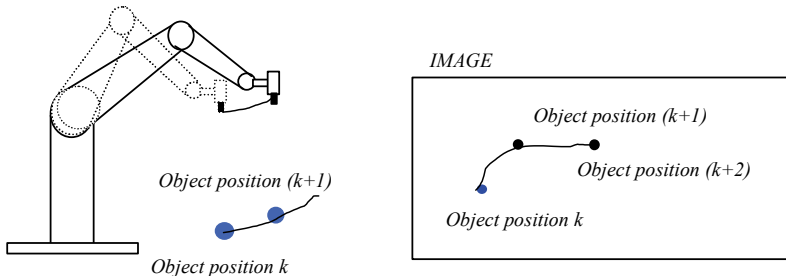 IMAGE
Object position (k+1)
Object position (k+2)
Object position k
Object position (k+1)
Object position k